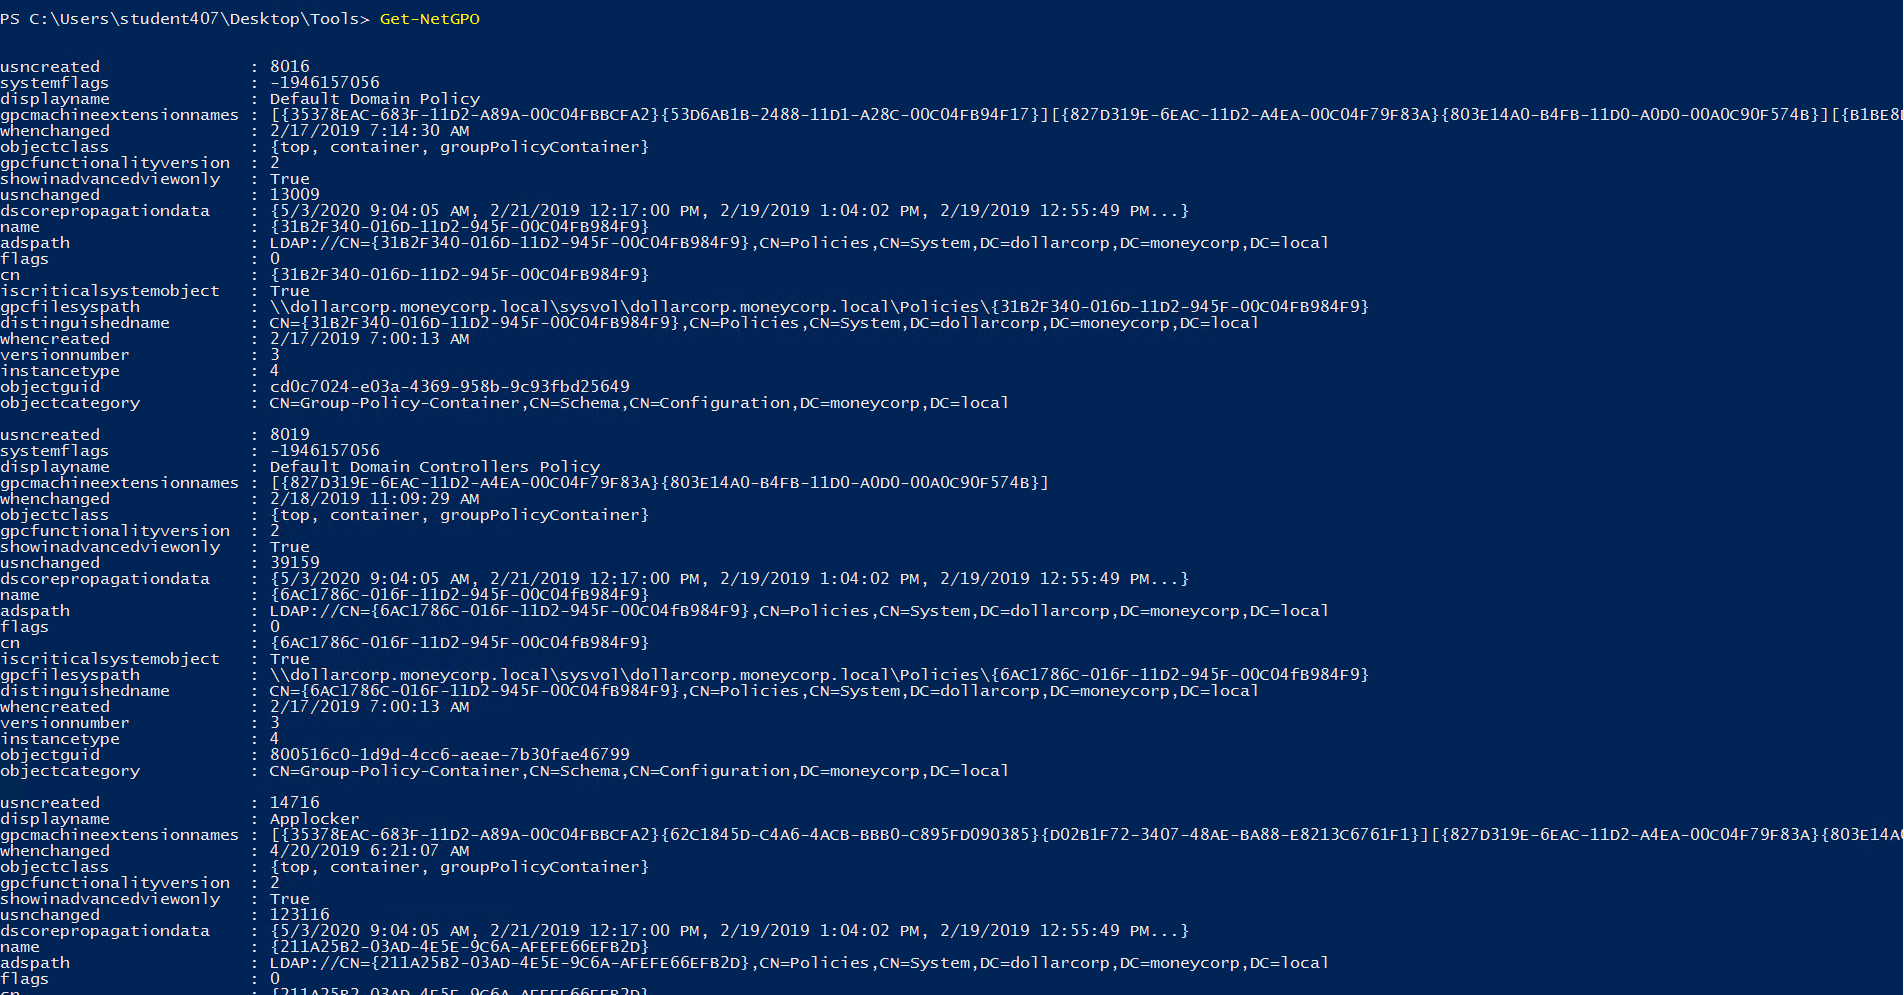 PS C:\Users\student407\Desktop\Tools> Get-NetGPO
usncreated : 8016
systemflags : -1946157056
displayname : Default Domain Policy
gpcmachineextensionnames : [{35378EAC-683F-11D2-A89A-00C04FBBCFA2}{53D6AB1B-2488-11D1-A28C-00C04FB94F17}][{827D319E-6EAC-11D2-A4EA-00C04F79F83A}{803E14A0-B4FB-11D0-A0D0-00A0C90F574B}][{B1BE8
whenchanged : 2/17/2019 7:14:30 AM
objectclass : {top, container, groupPolicyContainer}
gpcfunctionalityversion : 2
showinadvancedviewonly : True
usnchanged : 13009
dscorepropagationdata : {5/3/2020 9:04:05 AM, 2/21/2019 12:17:00 PM, 2/19/2019 1:04:02 PM, 2/19/2019 12:55:49 PM...}
name : {31B2F340-016D-11D2-945F-00C04FB984F9}
adspath : LDAP://CN={31B2F340-016D-11D2-945F-00C04FB984F9},CN=Policies,CN=System,DC=dollarcorp,DC=moneycorp,DC=local
flags : 0
cn : {31B2F340-016D-11D2-945F-00C04FB984F9}
iscriticalsystemobject : True
gpcfilesyspath : \\dollarcorp.moneycorp.local\sysvol\dollarcorp.moneycorp.local\Policies\{31B2F340-016D-11D2-945F-00C04FB984F9}
distinguishedname : CN={31B2F340-016D-11D2-945F-00C04FB984F9},CN=Policies,CN=System,DC=dollarcorp,DC=moneycorp,DC=local
whencreated : 2/17/2019 7:00:13 AM
versionnumber : 3
instancetype : 4
objectguid : cd0c7024-e03a-4369-958b-9c93fbd25649
objectcategory : CN=Group-Policy-Container,CN=Schema,CN=Configuration,DC=moneycorp,DC=local
usncreated : 8019
systemflags : -1946157056
displayname : Default Domain Controllers Policy
gpcmachineextensionnames : [{827D319E-6EAC-11D2-A4EA-00C04F79F83A}{803E14A0-B4FB-11D0-A0D0-00A0C90F574B}]
whenchanged : 2/18/2019 11:09:29 AM
objectclass : {top, container, groupPolicyContainer}
gpcfunctionalityversion : 2
showinadvancedviewonly : True
usnchanged : 39159
dscorepropagationdata : {5/3/2020 9:04:05 AM, 2/21/2019 12:17:00 PM, 2/19/2019 1:04:02 PM, 2/19/2019 12:55:49 PM...}
name : {6AC1786C-016F-11D2-945F-00C04fB984F9}
adspath : LDAP://CN={6AC1786C-016F-11D2-945F-00C04fB984F9},CN=Policies,CN=System,DC=dollarcorp,DC=moneycorp,DC=local
flags : 0
cn : {6AC1786C-016F-11D2-945F-00C04fB984F9}
iscriticalsystemobject : True
gpcfilesyspath : \\dollarcorp.moneycorp.local\sysvol\dollarcorp.moneycorp.local\Policies\{6AC1786C-016F-11D2-945F-00C04fB984F9}
distinguishedname : CN={6AC1786C-016F-11D2-945F-00C04fB984F9},CN=Policies,CN=System,DC=dollarcorp,DC=moneycorp,DC=local
whencreated : 2/17/2019 7:00:13 AM
versionnumber : 3
instancetype : 4
objectguid : 800516c0-1d9d-4cc6-aeae-7b30fae46799
objectcategory : CN=Group-Policy-Container,CN=Schema,CN=Configuration,DC=moneycorp,DC=local
usncreated : 14716
displayname : Applocker
gpcmachineextensionnames : [{35378EAC-683F-11D2-A89A-00C04FBBCFA2}{62C1845D-C4A6-4ACB-BBB0-C895FD090385}{D02B1F72-3407-48AE-BA88-E8213C6761F1}][{827D319E-6EAC-11D2-A4EA-00C04F79F83A}{803E14A0
whenchanged : 4/20/2019 6:21:07 AM
objectclass : {top, container, groupPolicyContainer}
gpcfunctionalityversion : 2
showinadvancedviewonly : True
usnchanged : 123116
dscorepropagationdata : {5/3/2020 9:04:05 AM, 2/21/2019 12:17:00 PM, 2/19/2019 1:04:02 PM, 2/19/2019 12:55:49 PM...}
name : {211A25B2-03AD-4E5E-9C6A-AFEFE66EFB2D}
adspath : LDAP://CN={211A25B2-03AD-4E5E-9C6A-AFEFE66EFB2D},CN=Policies,CN=System,DC=dollarcorp,DC=moneycorp,DC=local
flags : 0
cn : {211A25B2-03AD-4E5E-9C6A-AFEFE66EFB2D}